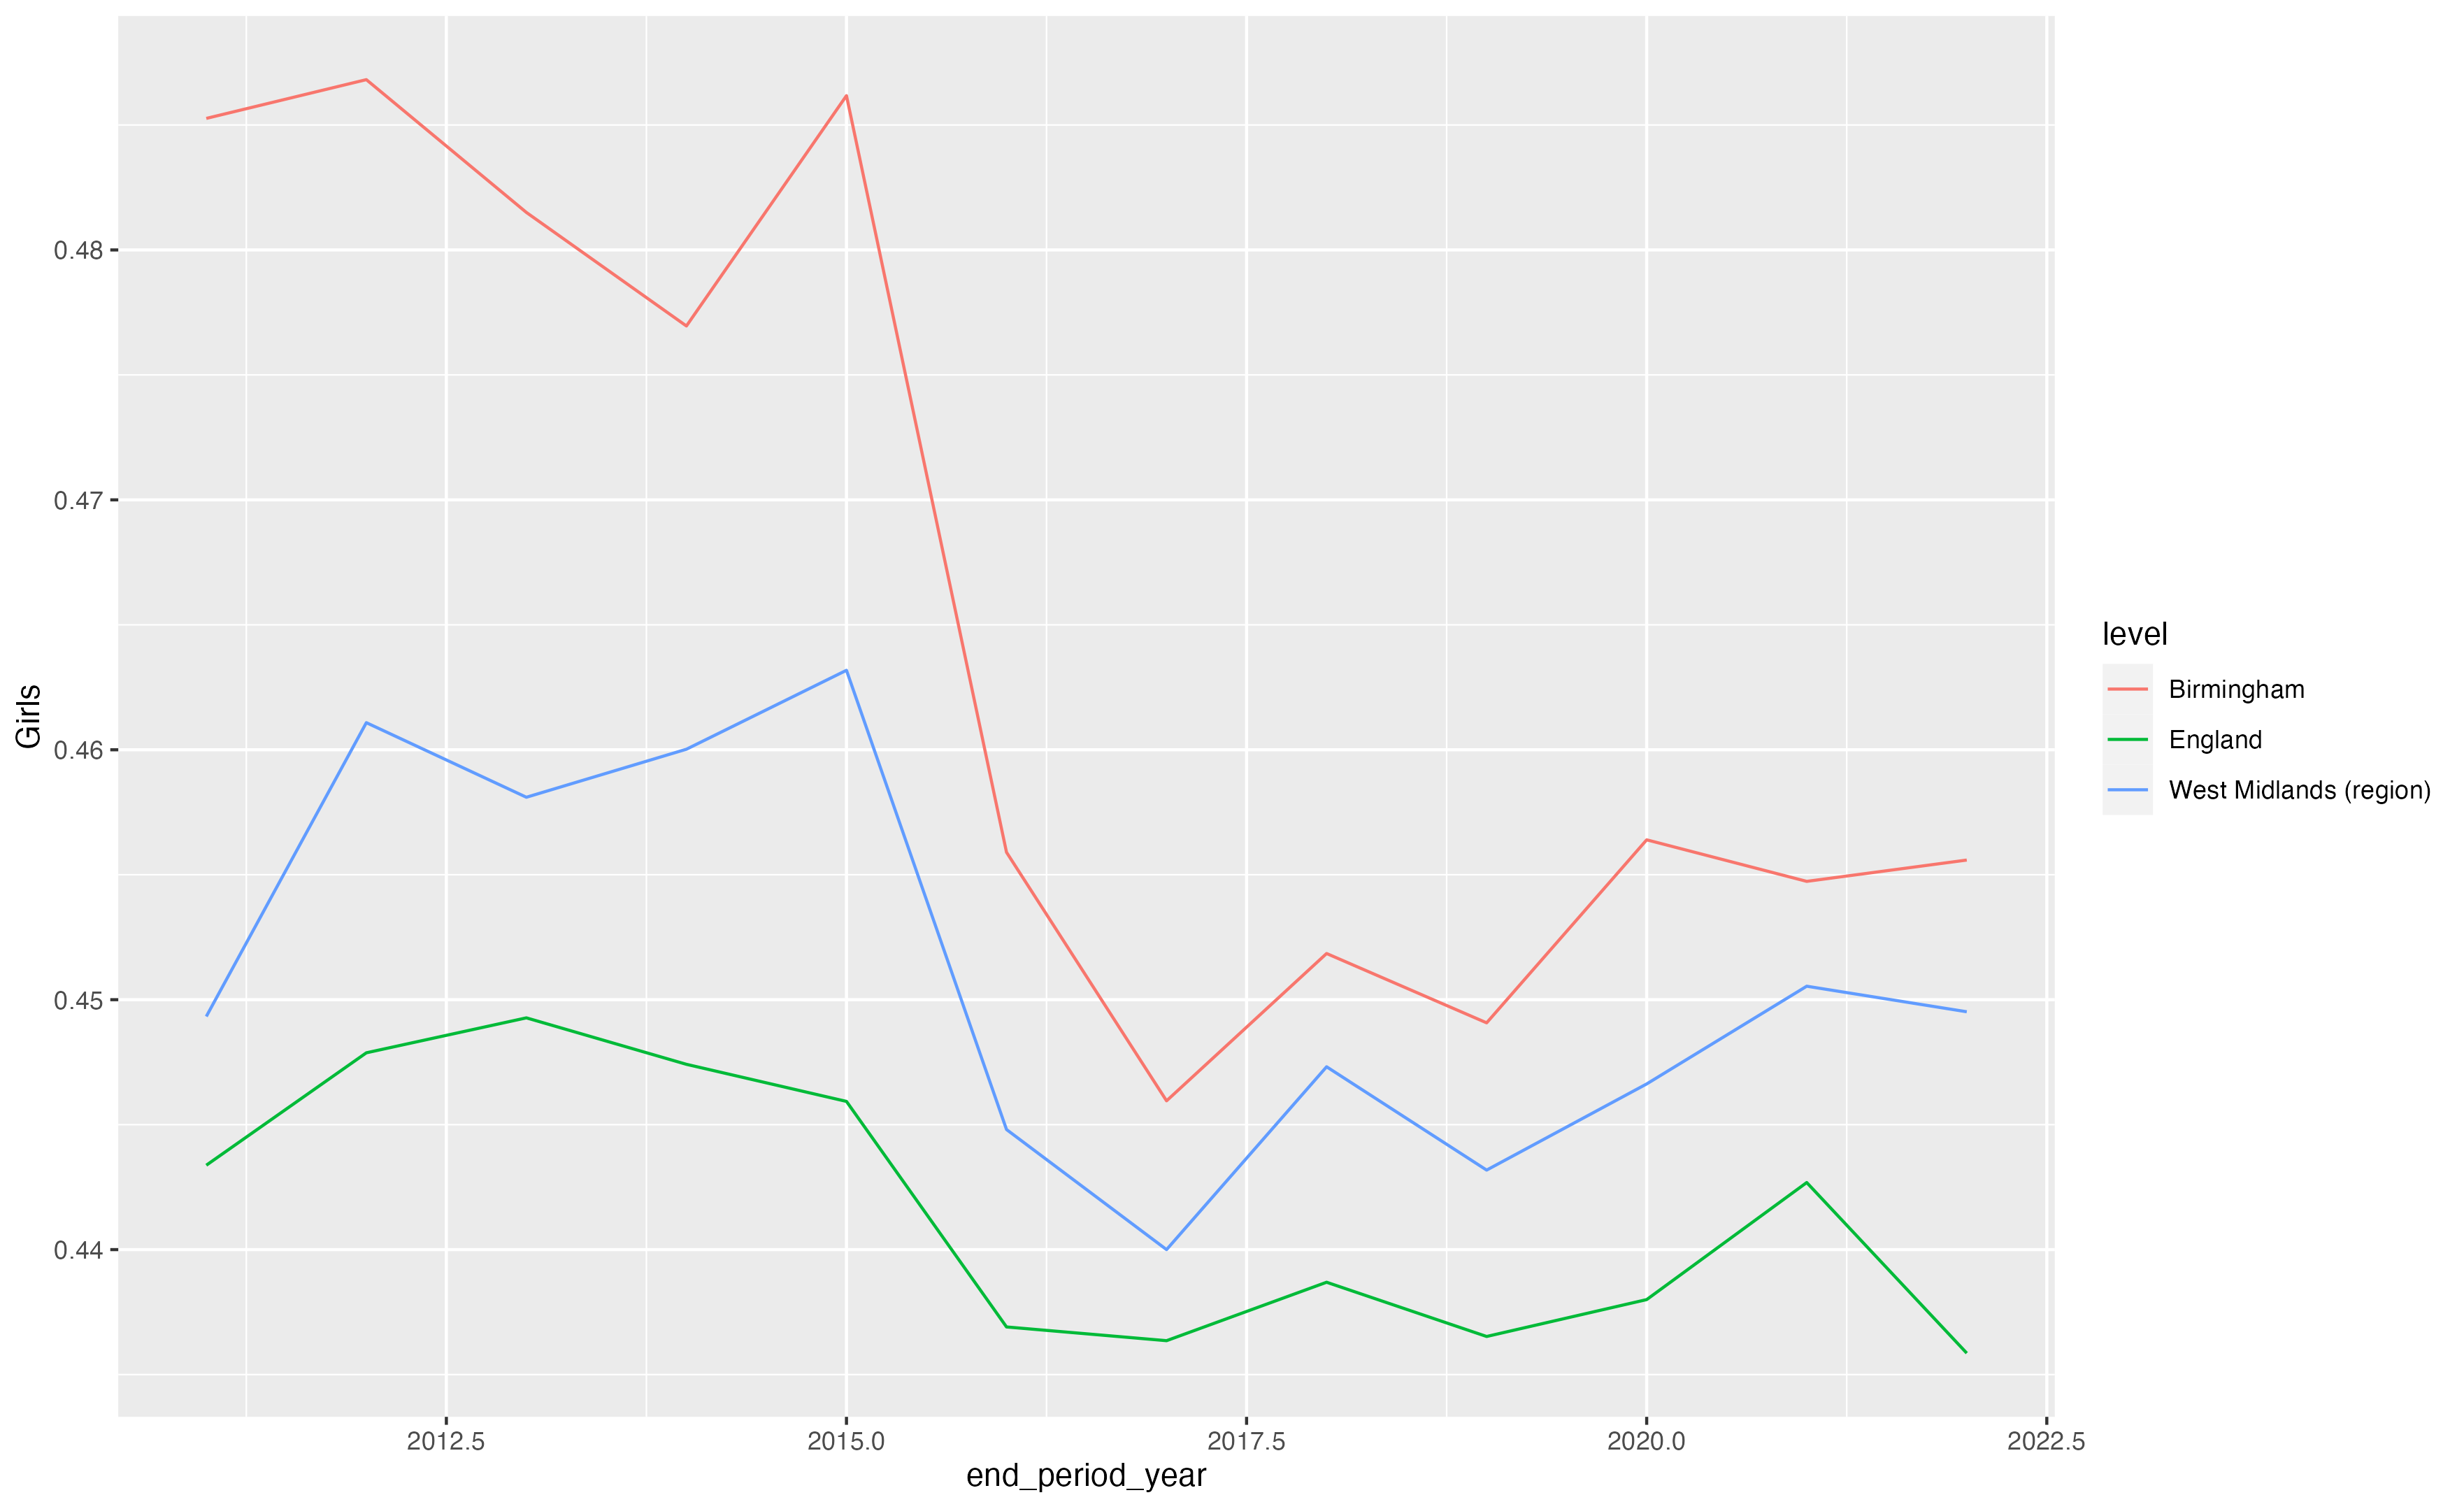 0.48
0.47
0.46
0.45
0.44
Girls
2012.5
2015.0
2017.5
2020.0
2022.5
end_period_year
level
Birmingham
England
West Midlands (region)